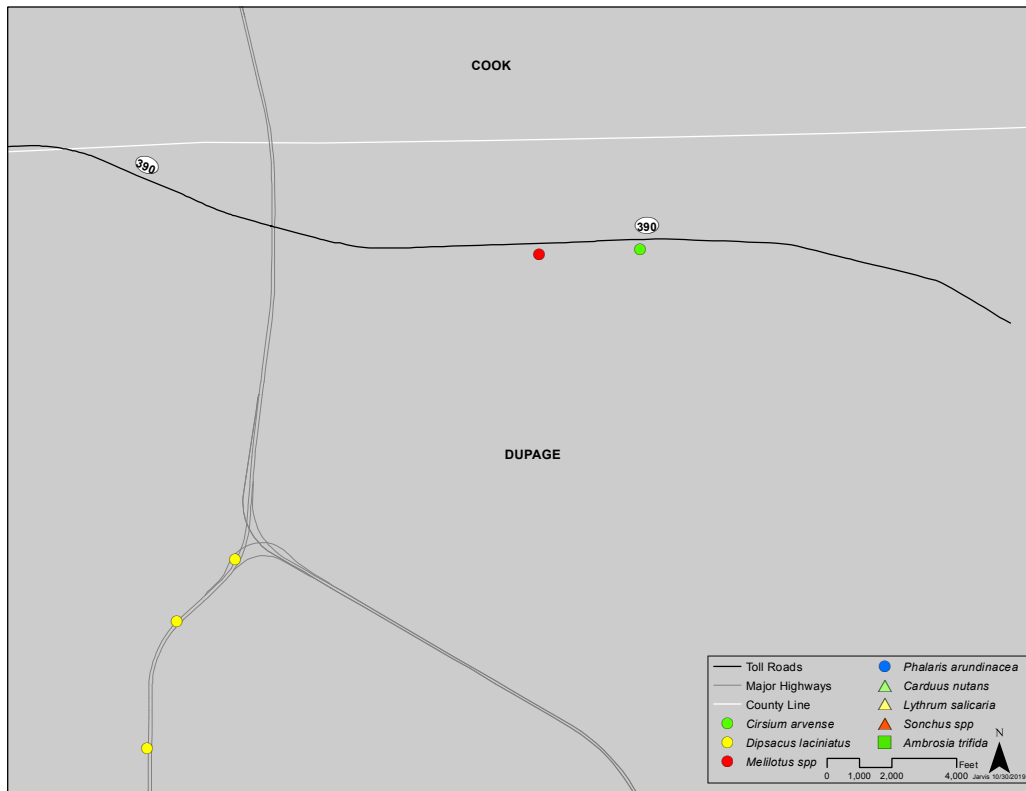 COOK
390
390
DUPAGE
Toll Roads
Major Highways
County Line
Cirsium arvense
Dipsacus laciniatus
Melilotus spp
Phalaris arundinacea
Carduus nutans
Lythrum salicaria
Sonchus spp
Ambrosia trifida
N
Feet
0 1,000 2,000 4,000
Jarvis 10/30/2019